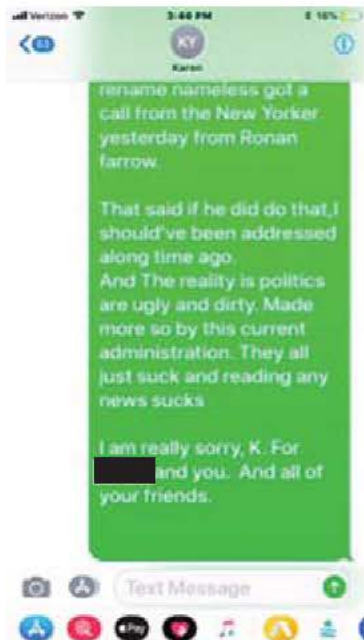 Verizon 3:46 PM
KY
Karen
rename nameless got a
call from the New Yorker
yesterday from Ronan
farrow.
That said if he did do that,I
should've been addressed
along time ago.
And The reality is politics
are ugly and dirty. Made
more so by this current
administration. They all
just suck and reading any
news sucks
I am really sorry, K. For
and you. And all of
your friends.
Text Message
Pay